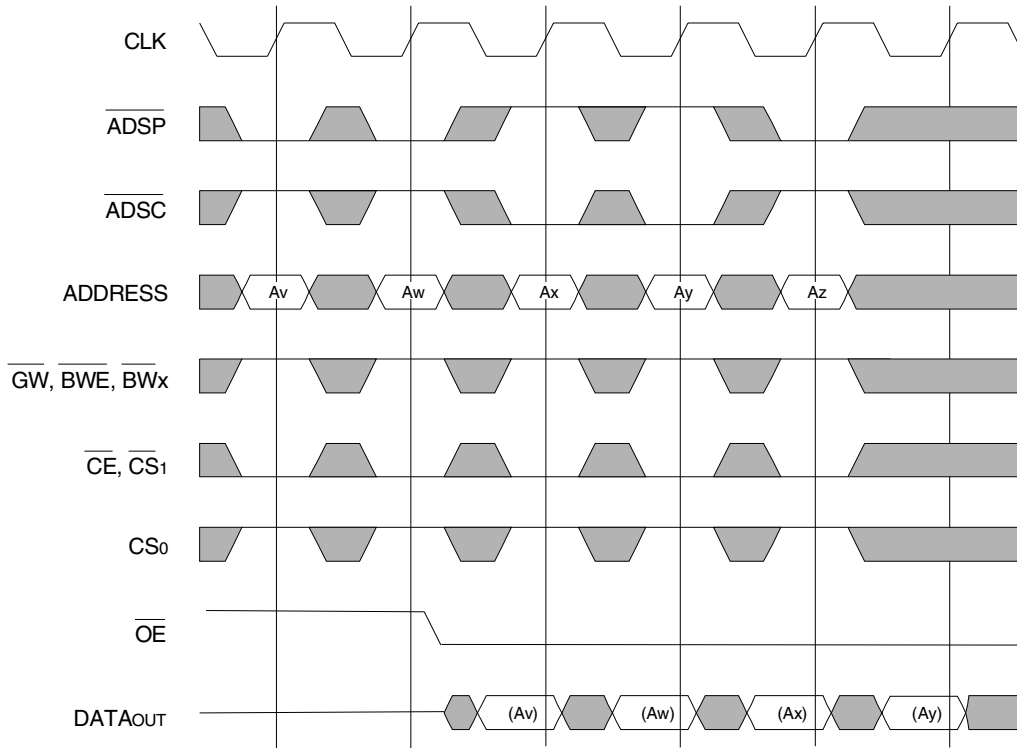 CLK
ADSP
ADSC
ADDRESS Av Aw Ax Ay Az
GW, BWE, BWx
CE, CS1
CS0
OE
DATAOUT (Av) (Aw) (Ax) (Ay)